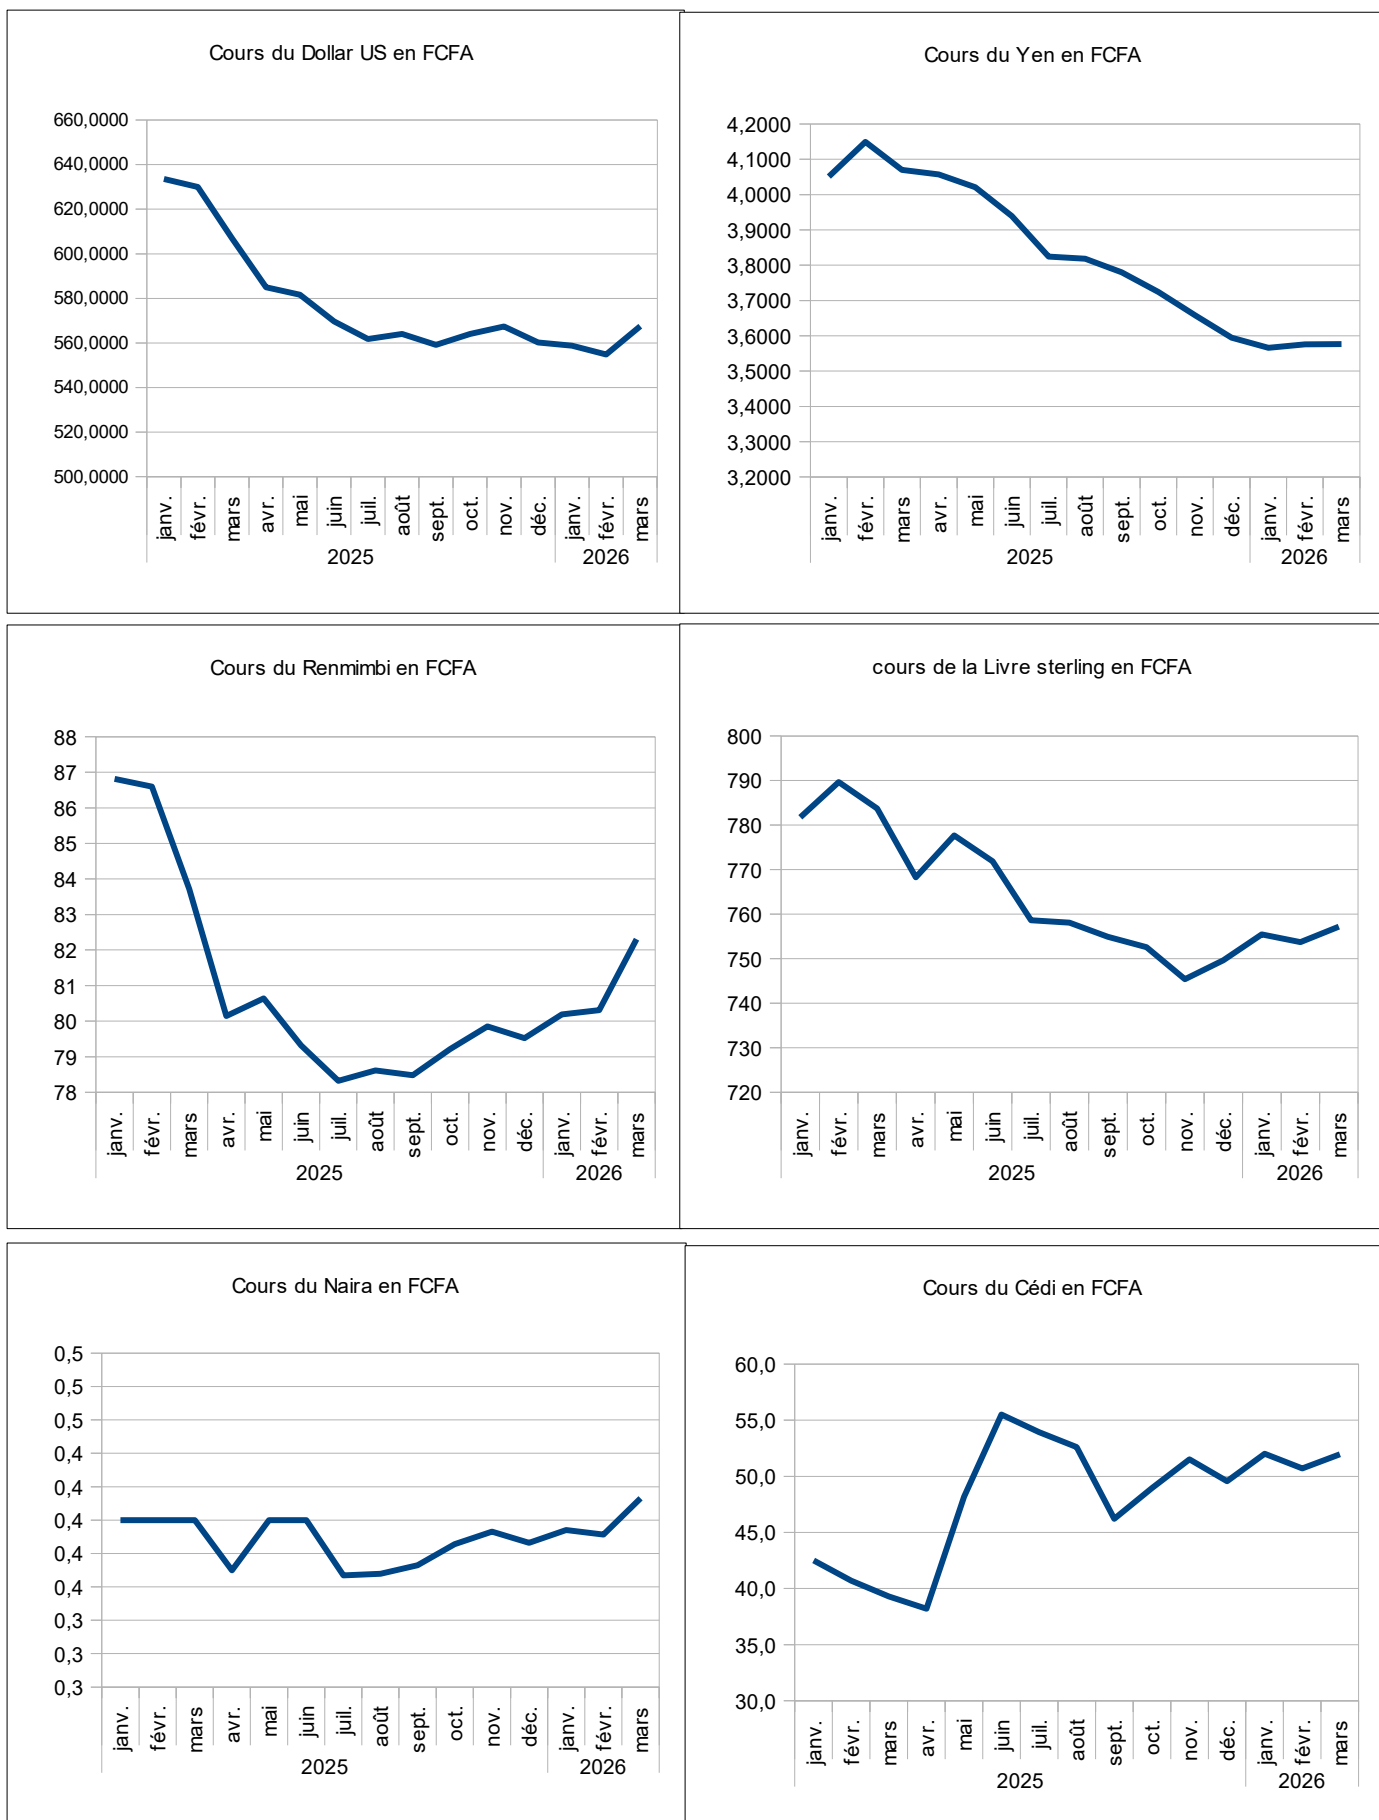 Cours du Dollar US en FCFA
660,0000
640,0000
620,0000
600,0000
580,0000
560,0000
540,0000
520,0000
500,0000
janv.
févr.
mars
avr.
mai
juin
juil.
août
sept.
oct.
nov.
déc.
janv.
févr.
mars
2025
2026
Cours du Yen en FCFA
4,2000
4,1000
4,0000
3,9000
3,8000
3,7000
3,6000
3,5000
3,4000
3,3000
3,2000
janv.
févr.
mars
avr.
mai
juin
juil.
août
sept.
oct.
nov.
déc.
janv.
févr.
mars
2025
2026
Cours du Renmimbi en FCFA
88
87
86
85
84
83
82
81
80
79
78
janv.
févr.
mars
avr.
mai
juin
juil.
août
sept.
oct.
nov.
déc.
janv.
févr.
mars
2025
2026
cours de la Livre sterling en FCFA
800
790
780
770
760
750
740
730
720
janv.
févr.
mars
avr.
mai
juin
juil.
août
sept.
oct.
nov.
déc.
janv.
févr.
mars
2025
2026
Cours du Naira en FCFA
0,5
0,5
0,5
0,4
0,4
0,4
0,4
0,4
0,3
0,3
0,3
janv.
févr.
mars
avr.
mai
juin
juil.
août
sept.
oct.
nov.
déc.
janv.
févr.
mars
2025
2026
Cours du Cédi en FCFA
60,0
55,0
50,0
45,0
40,0
35,0
30,0
janv.
févr.
mars
avr.
mai
juin
juil.
août
sept.
oct.
nov.
déc.
janv.
févr.
mars
2025
2026